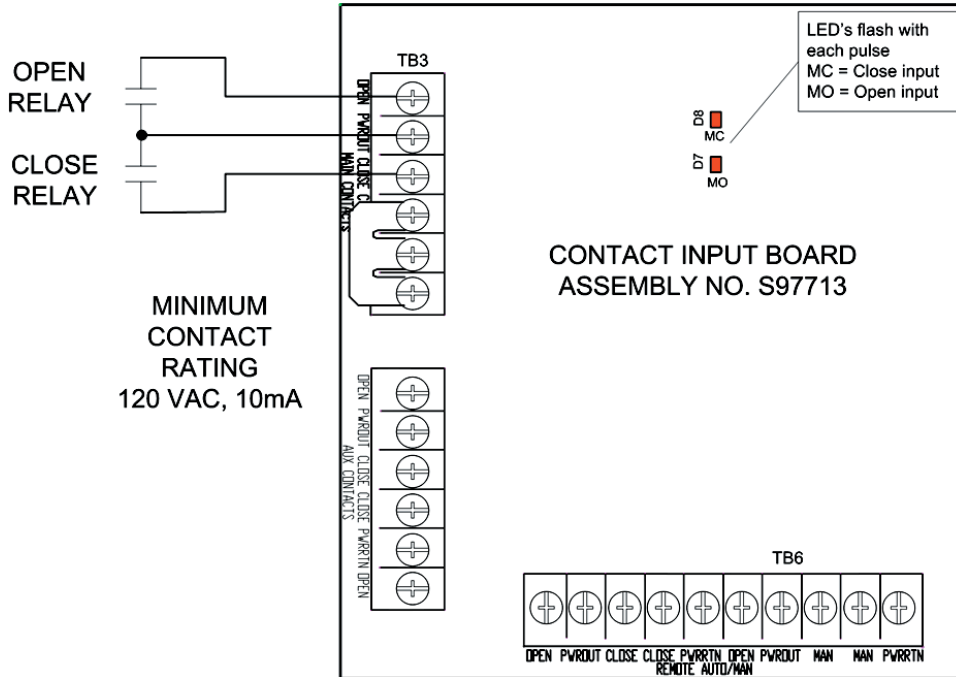 OPEN
RELAY
CLOSE
RELAY
MINIMUM
CONTACT
RATING
120 VAC, 10mA
TB3
OPEN PWROUT CLOSE C
MAIN CONTACTS
OPEN PWROUT CLOSE CLOSE PWRRTN OPEN
AUX CONTACTS
LED's flash with
each pulse
MC = Close input
MO = Open input
D8
MC
D7
MO
CONTACT INPUT BOARD
ASSEMBLY NO. S97713
TB6
OPEN PWROUT CLOSE CLOSE PWRRTN OPEN PWROUT MAN MAN PWRRTN
REMOTE AUTO/MAN